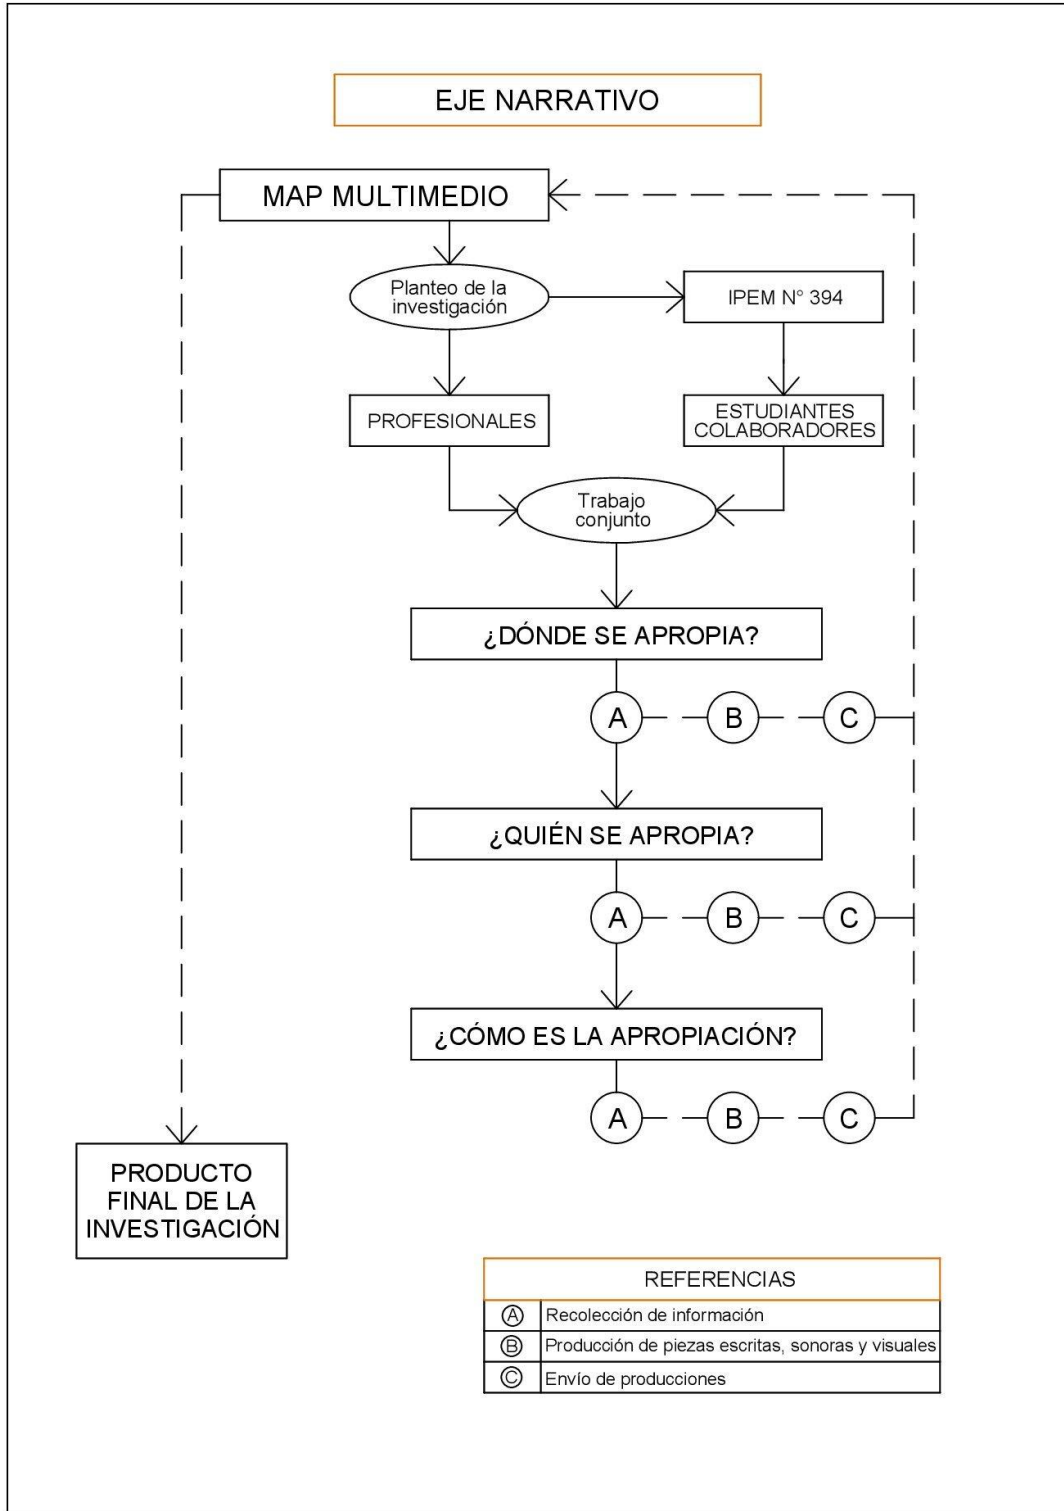 EJE NARRATIVO
MAP MULTIMEDIO
Planteo de la
investigación
IPEM N° 394
PROFESIONALES
ESTUDIANTES
COLABORADORES
Trabajo
conjunto
¿DÓNDE SE APROPIA?
A B C
¿QUIÉN SE APROPIA?
A B C
¿CÓMO ES LA APROPIACIÓN?
A B C
PRODUCTO
FINAL DE LA
INVESTIGACIÓN
REFERENCIAS
A Recolección de información
B Producción de piezas escritas, sonoras y visuales
C Envío de producciones